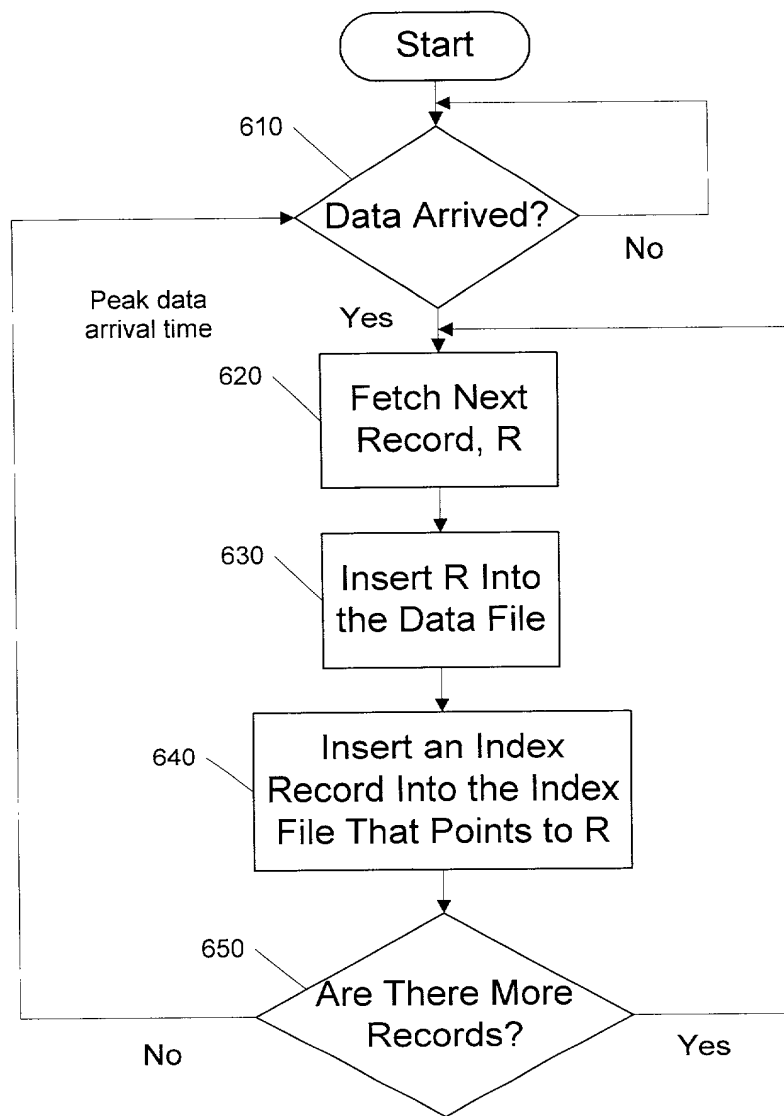 Start
610
Data Arrived?
No
Peak data
arrival time
Yes
620
Fetch Next
Record, R
630
Insert R Into
the Data File
640
Insert an Index
Record Into the Index
File That Points to R
650
Are There More
Records?
No
Yes